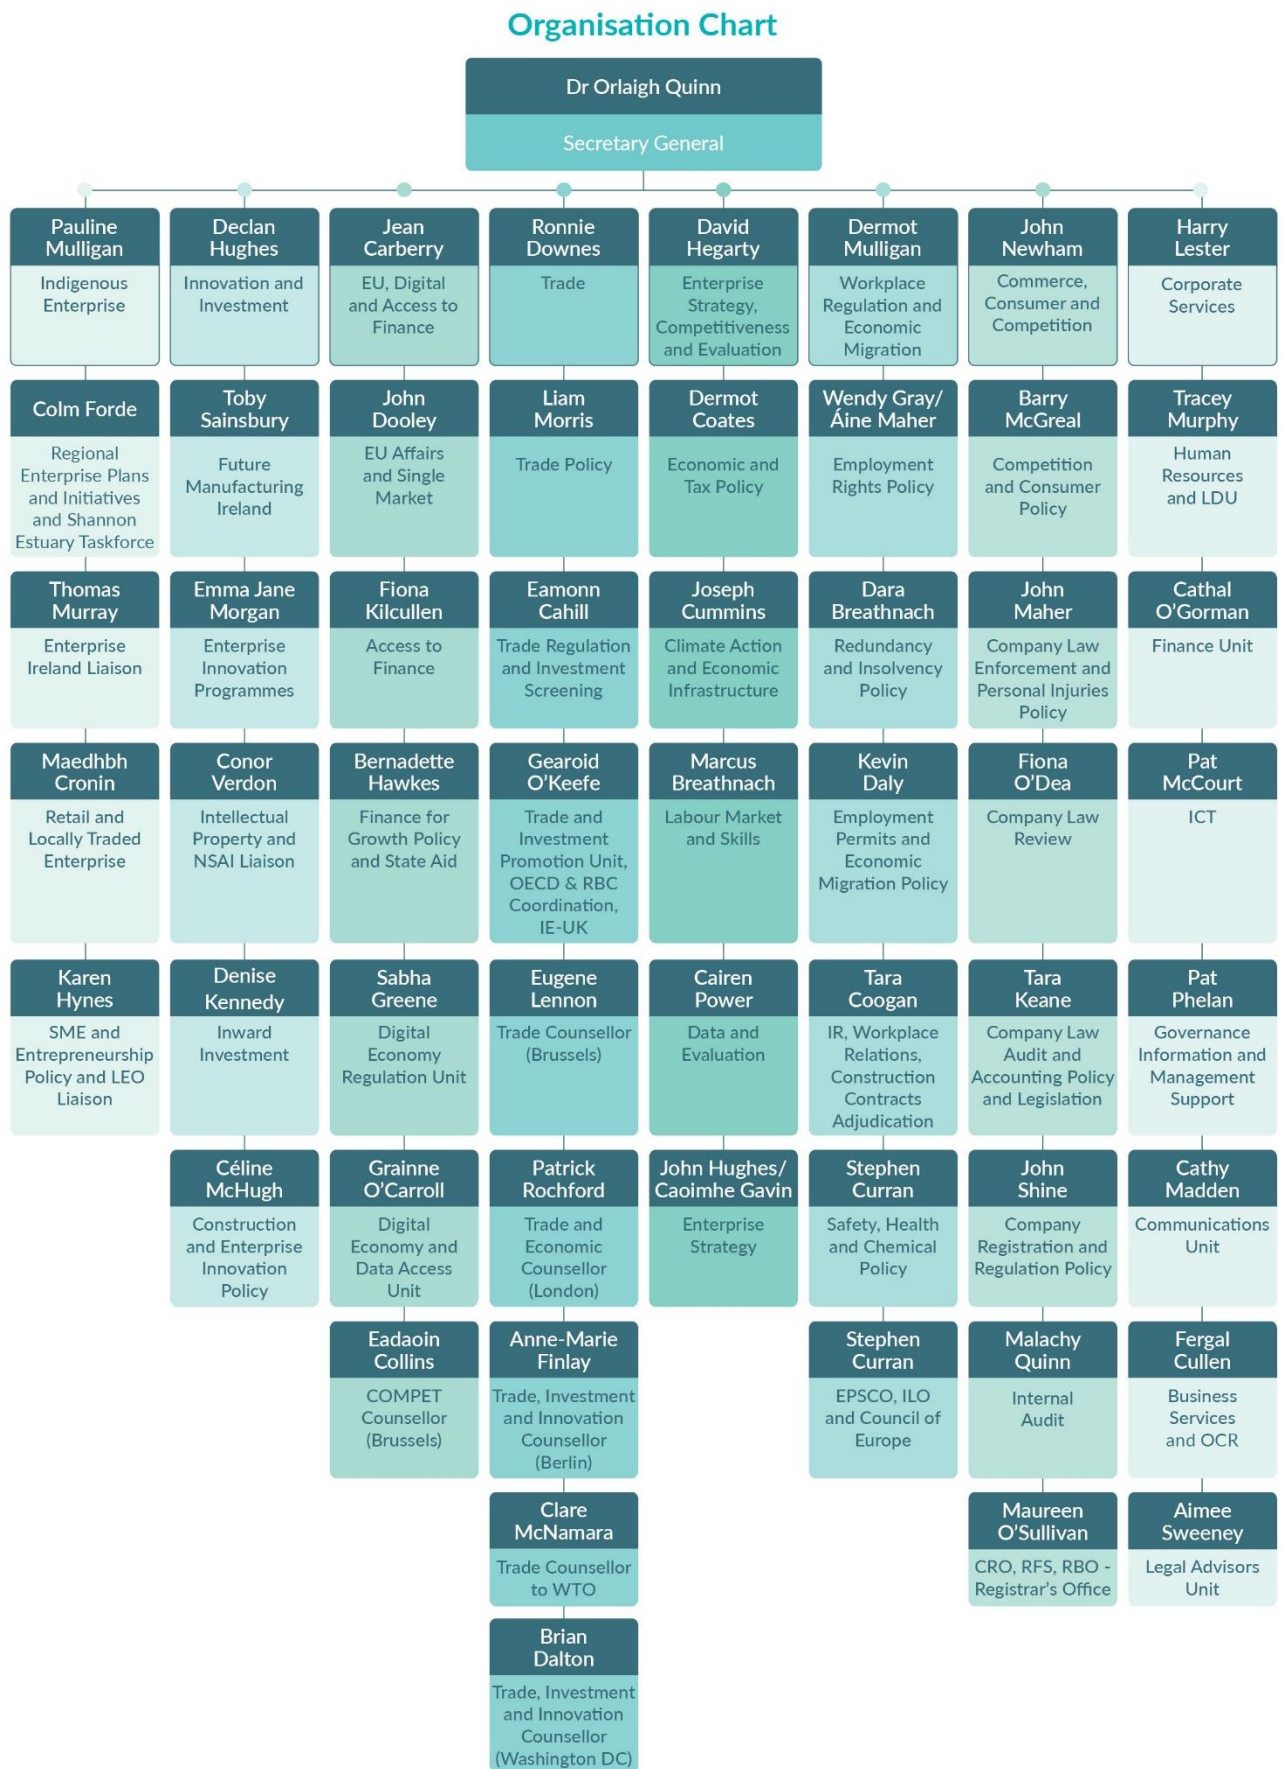 Organisation Chart
Dr Orlaigh Quinn
Secretary General
Pauline
Mulligan
Indigenous
Enterprise
Declan
Hughes
Innovation and
Investment
Jean
Carberry
EU, Digital
and Access to
Finance
Ronnie
Downes
Trade
David
Hegarty
Enterprise
Strategy,
Competitiveness
and Evaluation
Dermot
Mulligan
Workplace
Regulation and
Economic
Migration
John
Newham
Commerce,
Consumer and
Competition
Harry
Lester
Corporate
Services
Colm Forde
Regional
Enterprise Plans
and Initiatives
and Shannon
Estuary Taskforce
Toby
Sainsbury
Future
Manufacturing
Ireland
John
Dooley
EU Affairs
and Single
Market
Liam
Morris
Trade Policy
Dermot
Coates
Economic and
Tax Policy
Wendy Gray/
Áine Maher
Employment
Rights Policy
Barry
McGreal
Competition
and Consumer
Policy
Tracey
Murphy
Human
Resources
and LDU
Thomas
Murray
Enterprise
Ireland Liaison
Emma Jane
Morgan
Enterprise
Innovation
Programmes
Fiona
Kilcullen
Access to
Finance
Eamonn
Cahill
Trade Regulation
and Investment
Screening
Joseph
Cummins
Climate Action
and Economic
Infrastructure
Dara
Breathnach
Redundancy
and Insolvency
Policy
John
Maher
Company Law
Enforcement and
Personal Injuries
Policy
Cathal
O'Gorman
Finance Unit
Maedhbh
Cronin
Retail and
Locally Traded
Enterprise
Conor
Verdon
Intellectual
Property and
NSAI Liaison
Bernadette
Hawkes
Finance for
Growth Policy
and State Aid
Gearoid
O'Keefe
Trade and
Investment
Promotion Unit,
OECD & RBC
Coordination,
IE-UK
Marcus
Breathnach
Labour Market
and Skills
Kevin
Daly
Employment
Permits and
Economic
Migration Policy
Fiona
O'Dea
Company Law
Review
Pat
McCourt
ICT
Karen
Hynes
SME and
Entrepreneurship
Policy and LEO
Liaison
Denise
Kennedy
Inward
Investment
Sabha
Greene
Digital
Economy
Regulation Unit
Eugene
Lennon
Trade Counsellor
(Brussels)
Cairen
Power
Data and
Evaluation
Tara
Coogan
IR, Workplace
Relations,
Construction
Contracts
Adjudication
Tara
Keane
Company Law
Audit and
Accounting Policy
and Legislation
Pat
Phelan
Governance
Information and
Management
Support
Céline
McHugh
Construction
and Enterprise
Innovation
Policy
Grainne
O'Carroll
Digital
Economy and
Data Access
Unit
Patrick
Rochford
Trade and
Economic
Counsellor
(London)
John Hughes/
Caoimhe Gavin
Enterprise
Strategy
Stephen
Curran
Safety, Health
and Chemical
Policy
John
Shine
Company
Registration and
Regulation Policy
Cathy
Madden
Communications
Unit
Eadaoin
Collins
COMPET
Counsellor
(Brussels)
Anne-Marie
Finlay
Trade, Investment
and Innovation
Counsellor
(Berlin)
Stephen
Curran
EPSCO, ILO
and Council of
Europe
Malachy
Quinn
Internal
Audit
Fergal
Cullen
Business
Services
and OCR
Clare
McNamara
Trade Counsellor
to WTO
Maureen
O'Sullivan
CRO, RFS, RBO -
Registrar's Office
Aimee
Sweeney
Legal Advisors
Unit
Brian
Dalton
Trade, Investment
and Innovation
Counsellor
(Washington DC)